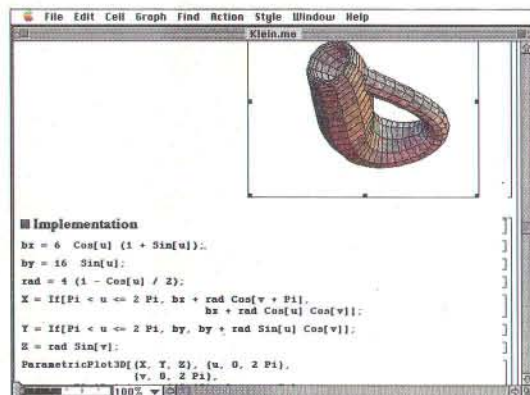 File Edit Cell Graph Find Action Style Window Help
Klein.ma
Implementation
bx = 6 Cos[u] (1 + Sin[u]);
by = 16 Sin[u];
rad = 4 (1 - Cos[u] / 2);
X = If[Pi < u <= 2 Pi, bx + rad Cos[v + Pi],
bx + rad Cos[u] Cos[v]];
Y = If[Pi < u <= 2 Pi, by, by + rad Sin[u] Cos[v]];
Z = rad Sin[v];
ParametricPlot3D[{X, Y, Z}, {u, 0, 2 Pi},
{v, 0, 2 Pi},
100%